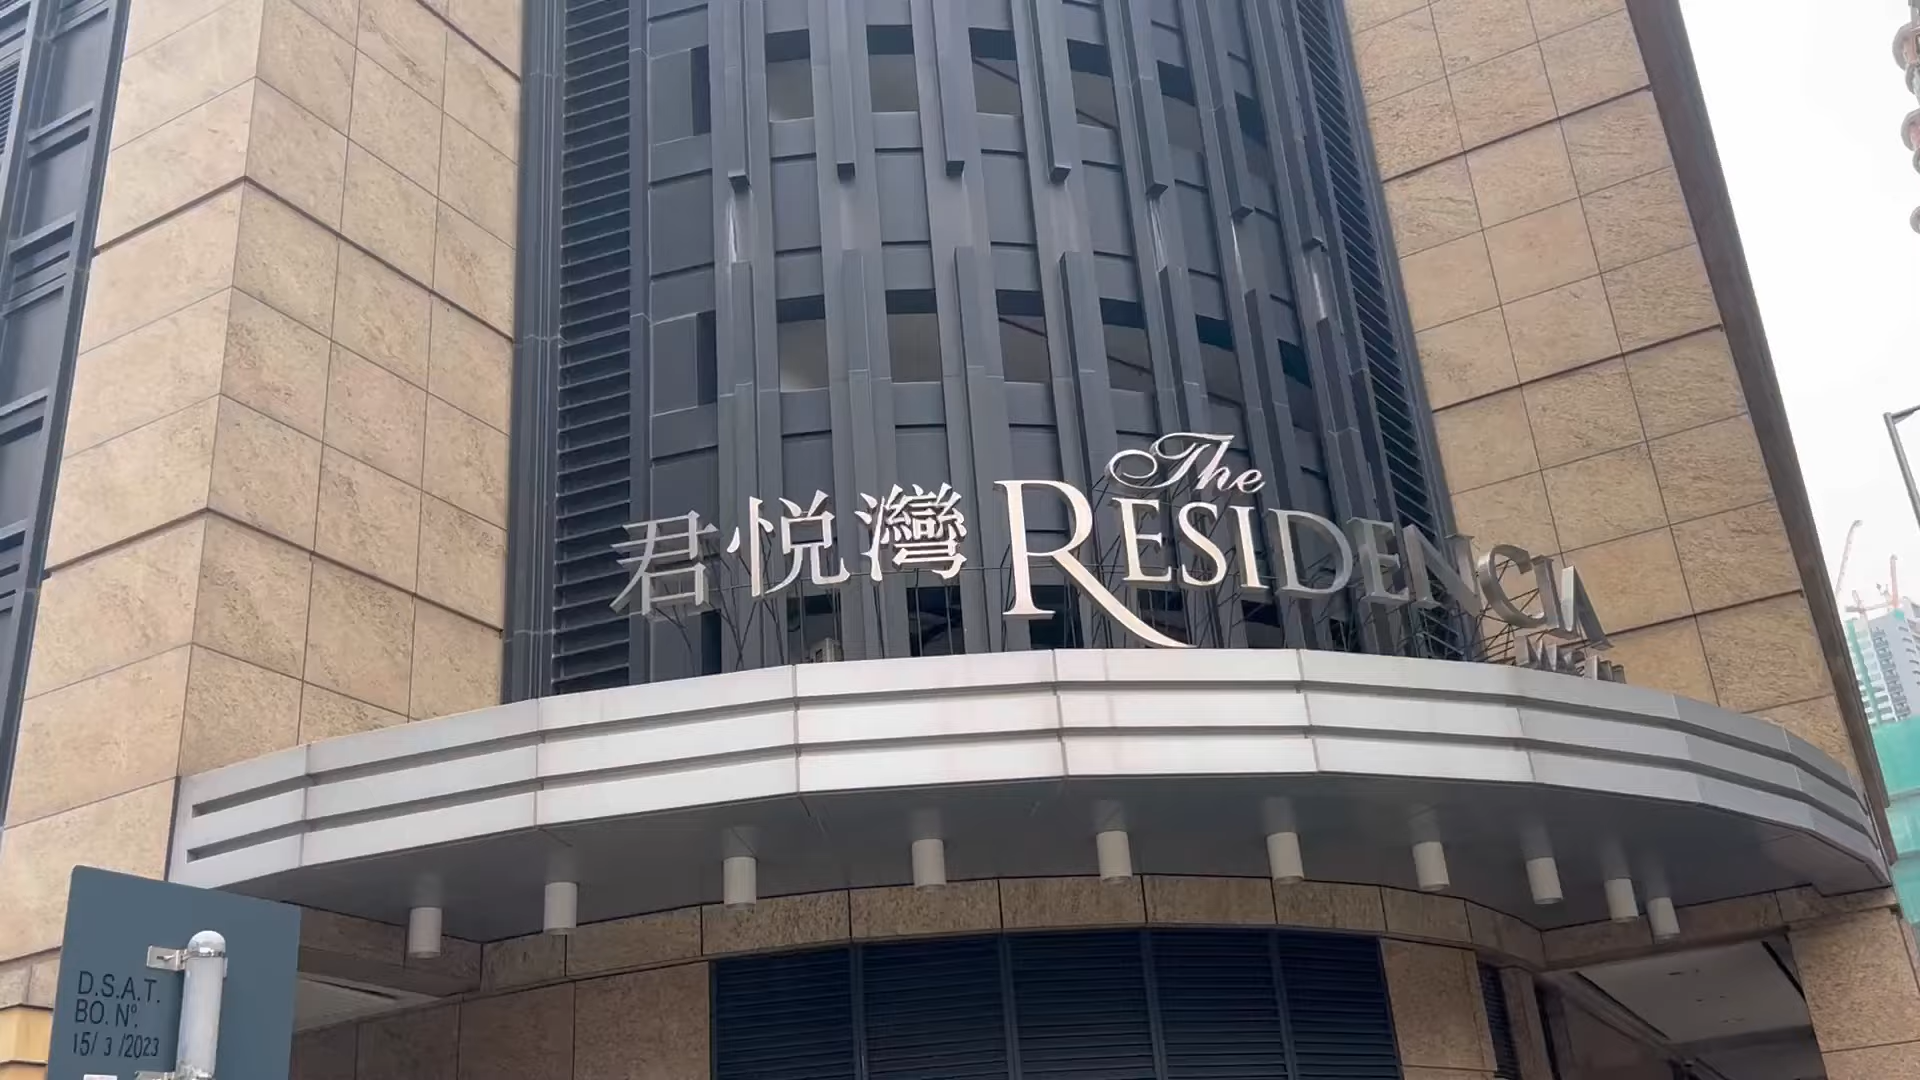 君悅灣 The RESIDENCIA
D.S.A.T.
BO. Nº.
15/ 3 /2023